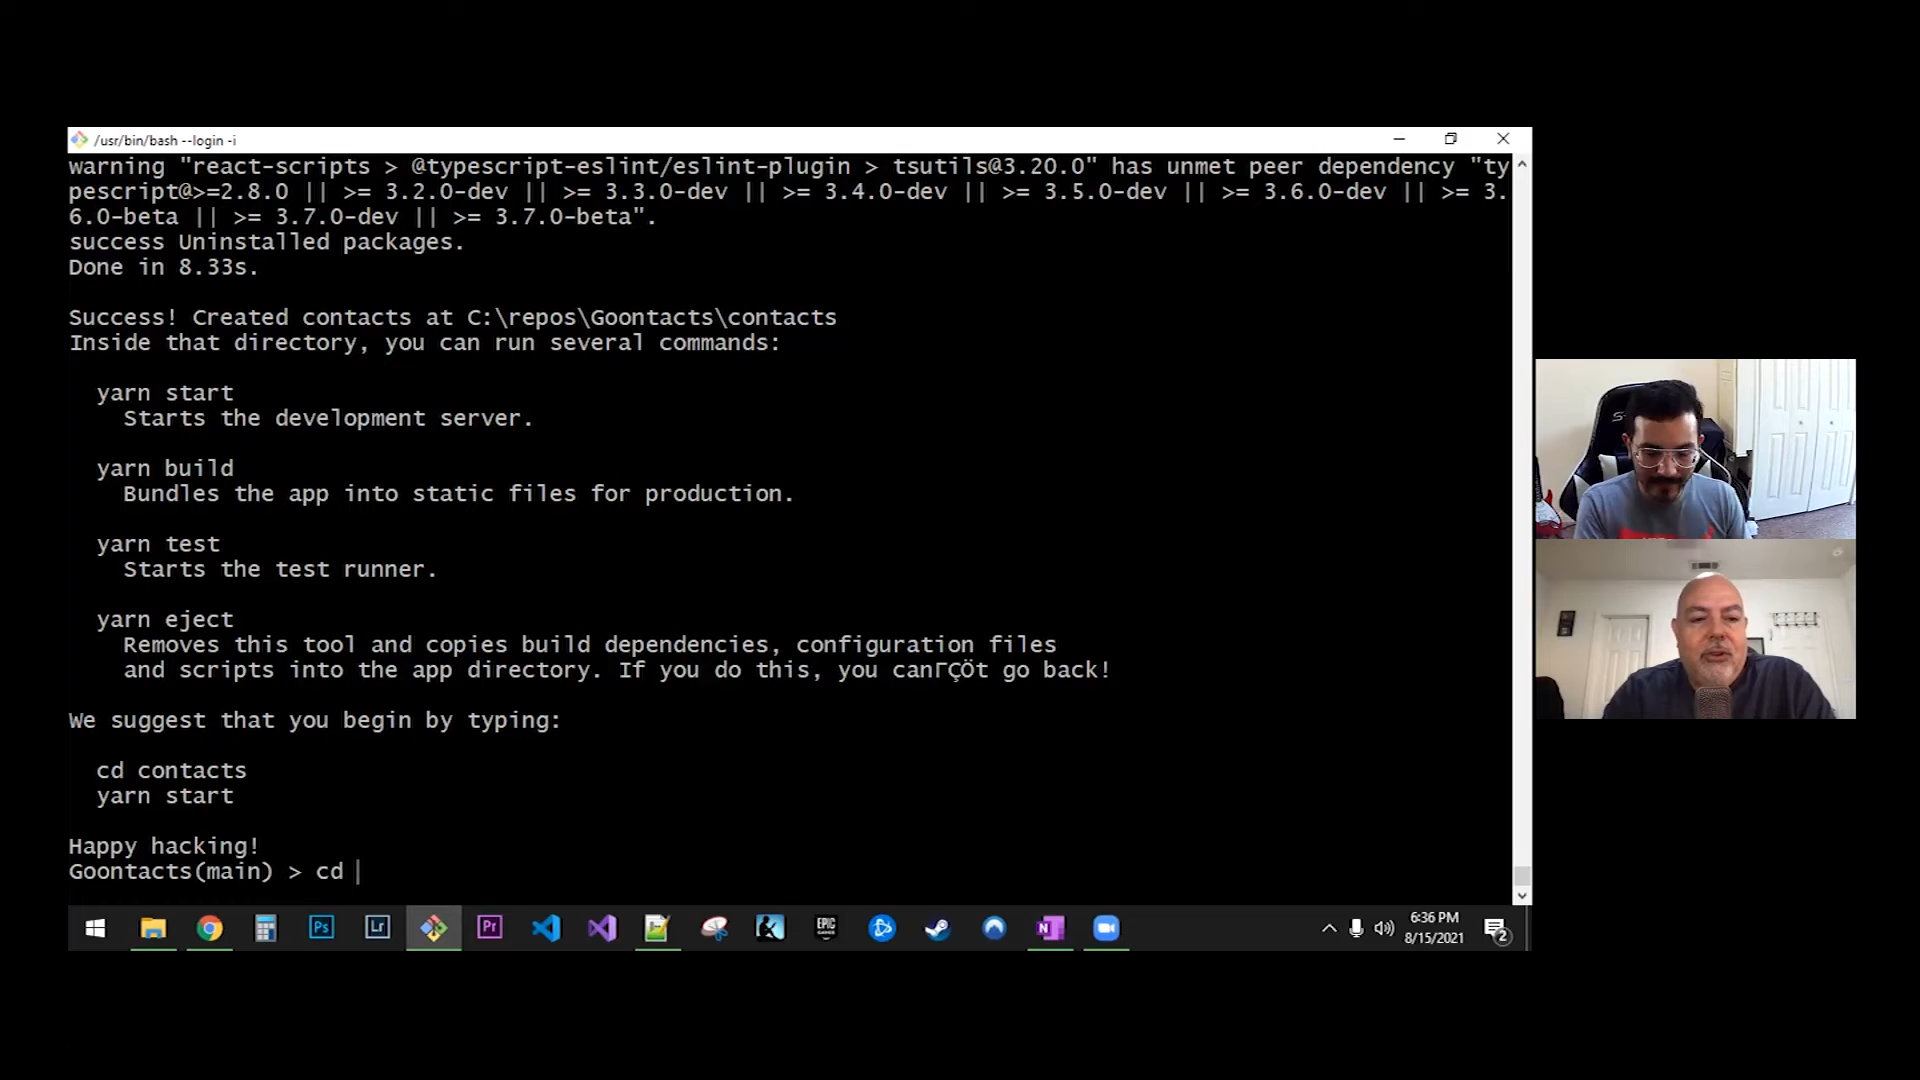 /usr/bin/bash --login -i
warning "react-scripts > @typescript-eslint/eslint-plugin > tsutils@3.20.0" has unmet peer dependency "ty
pescript@>=2.8.0 || >= 3.2.0-dev || >= 3.3.0-dev || >= 3.4.0-dev || >= 3.5.0-dev || >= 3.6.0-dev || >= 3.
6.0-beta || >= 3.7.0-dev || >= 3.7.0-beta".
success Uninstalled packages.
Done in 8.33s.
Success! Created contacts at C:\repos\Goontacts\contacts
Inside that directory, you can run several commands:
yarn start
Starts the development server.
yarn build
Bundles the app into static files for production.
yarn test
Starts the test runner.
yarn eject
Removes this tool and copies build dependencies, configuration files
and scripts into the app directory. If you do this, you canΓÇÖt go back!
We suggest that you begin by typing:
cd contacts
yarn start
Happy hacking!
Goontacts(main) > cd
Ps
Lr
Pr
EPIC
GAMES
N
6:36 PM
8/15/2021
2